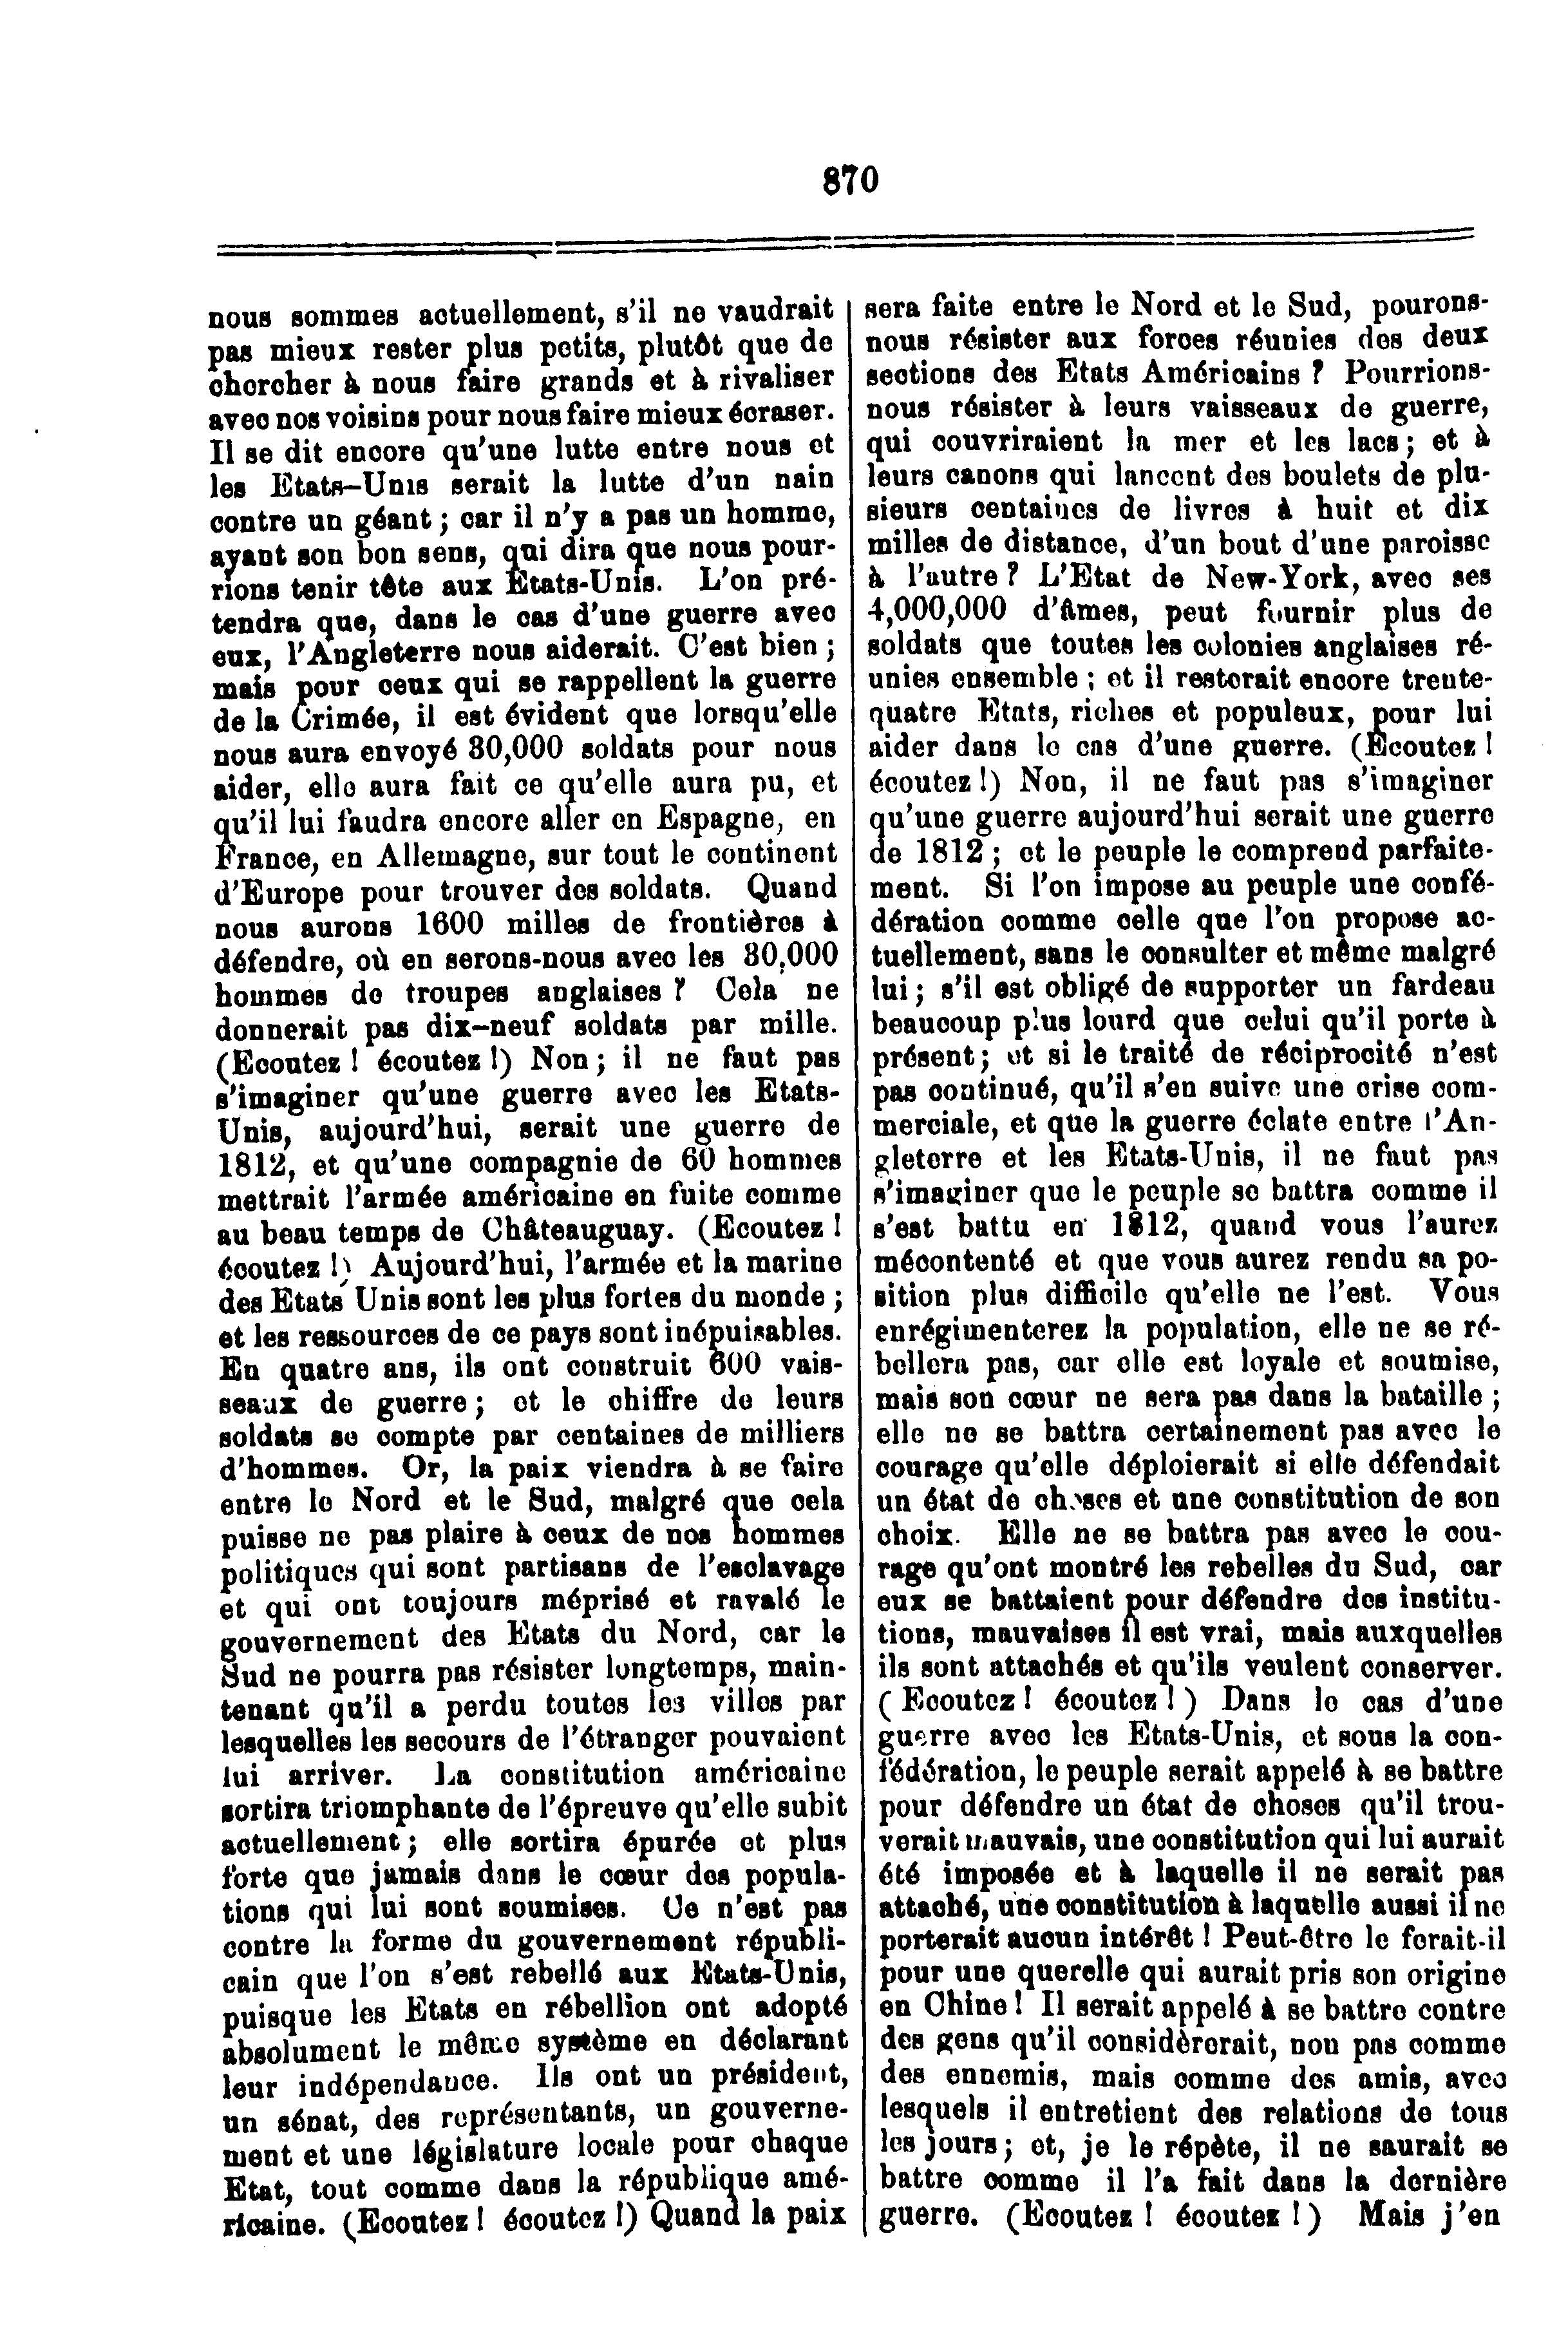 870
nous sommes actuellement, s'il ne vaudrait
pas mieux rester plus petits, plutôt que de
chercher à nous faire grands et à rivaliser
avec nos voisins pour nous faire mieux écraser.
Il se dit encore qu'une lutte entre nous et
les Etats-Unis serait la lutte d'un nain
contre un géant ; car il n'y a pas un homme,
ayant son bon sens, qui dira que nous pour-
rions tenir tête aux Etats-Unis. L'on pré-
tendra que, dans le cas d'une guerre avec
eux, l'Angleterre nous aiderait. C'est bien ;
mais pour ceux qui se rappellent la guerre
de la Crimée, il est évident que lorsqu'elle
nous aura envoyé 30,000 soldats pour nous
aider, elle aura fait ce qu'elle aura pu, et
qu'il lui faudra encore aller en Espagne, en
France, en Allemagne, sur tout le continent
d'Europe pour trouver des soldats. Quand
nous aurons 1600 milles de frontières à
défendre, où en serons-nous avec les 30,000
hommes de troupes anglaises ? Cela ne
donnerait pas dix-neuf soldats par mille.
(Ecoutez ! écoutez !) Non ; il ne faut pas
s'imaginer qu'une guerre avec les Etats-
Unis, aujourd'hui, serait une guerre de
1812, et qu'une compagnie de 60 hommes
mettrait l'armée américaine en fuite comme
au beau temps de Châteauguay. (Ecoutez !
écoutez !) Aujourd'hui, l'armée et la marine
des Etats Unis sont les plus fortes du monde ;
et les ressources de ce pays sont inépuisables.
En quatre ans, ils ont construit 600 vais-
seaux de guerre ; et le chiffre de leurs
soldats se compte par centaines de milliers
d'hommes. Or, la paix viendra à se faire
entre le Nord et le Sud, malgré que cela
puisse ne pas plaire à ceux de nos hommes
politiques qui sont partisans de l'esclavage
et qui ont toujours méprisé et ravalé le
gouvernement des Etats du Nord, car le
Sud ne pourra pas résister longtemps, main-
tenant qu'il a perdu toutes les villes par
lesquelles les secours de l'étranger pouvaient
lui arriver. La constitution américaine
sortira triomphante de l'épreuve qu'elle subit
actuellement ; elle sortira épurée et plus
forte que jamais dans le cœur des popula-
tions qui lui sont soumises. Ce n'est pas
contre la forme du gouvernement républi-
cain que l'on s'est rebellé aux Etats-Unis,
puisque les Etats en rébellion ont adopté
absolument le même système en déclarant
leur indépendance. Ils ont un président,
un sénat, des représentants, un gouverne-
ment et une législature locale pour chaque
Etat, tout comme dans la république amé-
ricaine. (Ecoutez ! écoutez !) Quand la paix
sera faite entre le Nord et le Sud, pourons-
nous résister aux forces réunies des deux
sections des Etats Américains ? Pourrions-
nous résister à leurs vaisseaux de guerre,
qui couvriraient la mer et les lacs ; et à
leurs canons qui lancent des boulets de plu-
sieurs centaines de livres à huit et dix
milles de distance, d'un bout d'une paroisse
à l'autre ? L'Etat de New-York, avec ses
4,000,000 d'âmes, peut fournir plus de
soldats que toutes les colonies anglaises ré-
unies ensemble ; et il resterait encore trente-
quatre Etats, riches et populeux, pour lui
aider dans le cas d'une guerre. (Ecoutez !
écoutez !) Non, il ne faut pas s'imaginer
qu'une guerre aujourd'hui serait une guerre
de 1812 ; et le peuple le comprend parfaite-
ment. Si l'on impose au peuple une confé-
dération comme celle que l'on propose ac-
tuellement, sans le consulter et même malgré
lui ; s'il est obligé de supporter un fardeau
beaucoup plus lourd que celui qu'il porte à
présent ; et si le traité de réciprocité n'est
pas continué, qu'il s'en suive une crise com-
merciale, et que la guerre éclate entre l'An-
gleterre et les Etats-Unis, il ne faut pas
s'imaginer que le peuple se battra comme il
s'est battu en 1812, quand vous l'aurez
mécontenté et que vous aurez rendu sa po-
sition plus difficile qu'elle ne l'est. Vous
enrégimenterez la population, elle ne se ré-
bellera pas, car elle est loyale et soumise,
mais son cœur ne sera pas dans la bataille ;
elle ne se battra certainement pas avec le
courage qu'elle déploierait si elle défendait
un état de choses et une constitution de son
choix. Elle ne se battra pas avec le cou-
rage qu'ont montré les rebelles du Sud, car
eux se battaient pour défendre des institu-
tions, mauvaises il est vrai, mais auxquelles
ils sont attachés et qu'ils veulent conserver.
( Ecoutez ! écoutez ! ) Dans le cas d'une
guerre avec les Etats-Unis, et sous la con-
fédération, le peuple serait appelé à se battre
pour défendre un état de choses qu'il trou-
verait mauvais, une constitution qui lui aurait
été imposée et à laquelle il ne serait pas
attaché, une constitution à laquelle aussi il ne
porterait aucun intérêt ! Peut-être le ferait-il
pour une querelle qui aurait pris son origine
en Chine ! Il serait appelé à se battre contre
des gens qu'il considèrerait, non pas comme
des ennemis, mais comme des amis, avec
lesquels il entretient des relations de tous
les jours ; et, je le répète, il ne saurait se
battre comme il l'a fait dans la dernière
guerre. (Ecoutez ! écoutez ! ) Mais j'en